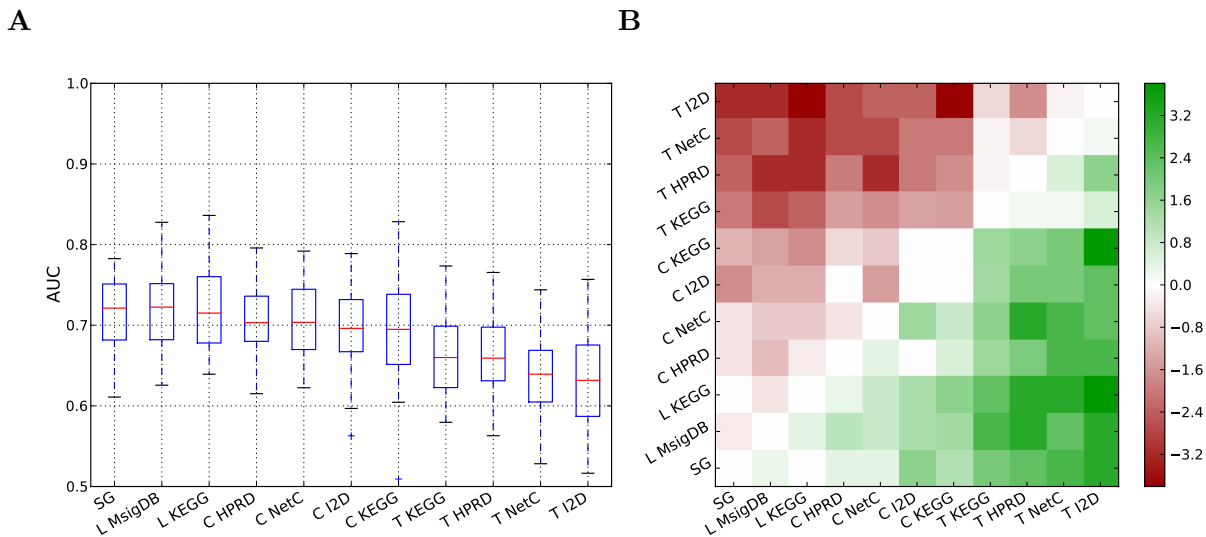 A
B
1.0
0.9
0.8
0.7
0.6
0.5
AUC
SG
L MsigDB
L KEGG
C HPRD
C NetC
C I2D
C KEGG
T KEGG
T HPRD
T NetC
T I2D
T I2D
T NetC
T HPRD
T KEGG
C KEGG
C I2D
C NetC
C HPRD
L KEGG
L MsigDB
SG
SG
L MsigDB
L KEGG
C HPRD
C NetC
C I2D
C KEGG
T KEGG
T HPRD
T NetC
T I2D
3.2
2.4
1.6
0.8
0.0
−0.8
−1.6
−2.4
−3.2